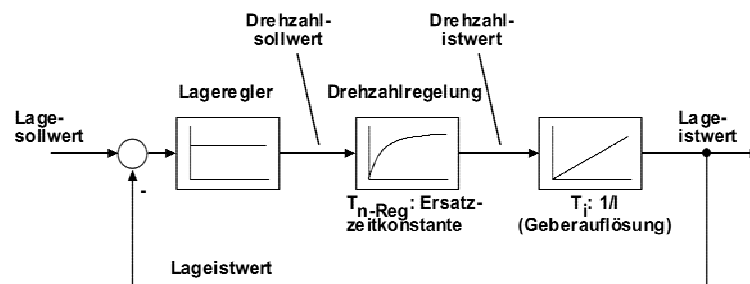 Drehzahl-
sollwert
Drehzahl-
istwert
Lageregler
Drehzahlregelung
Lage-
sollwert
Lage-
istwert
-
Tn-Reg: Ersatz-
zeitkonstante
Ti: 1/I
(Geberauflösung)
Lageistwert